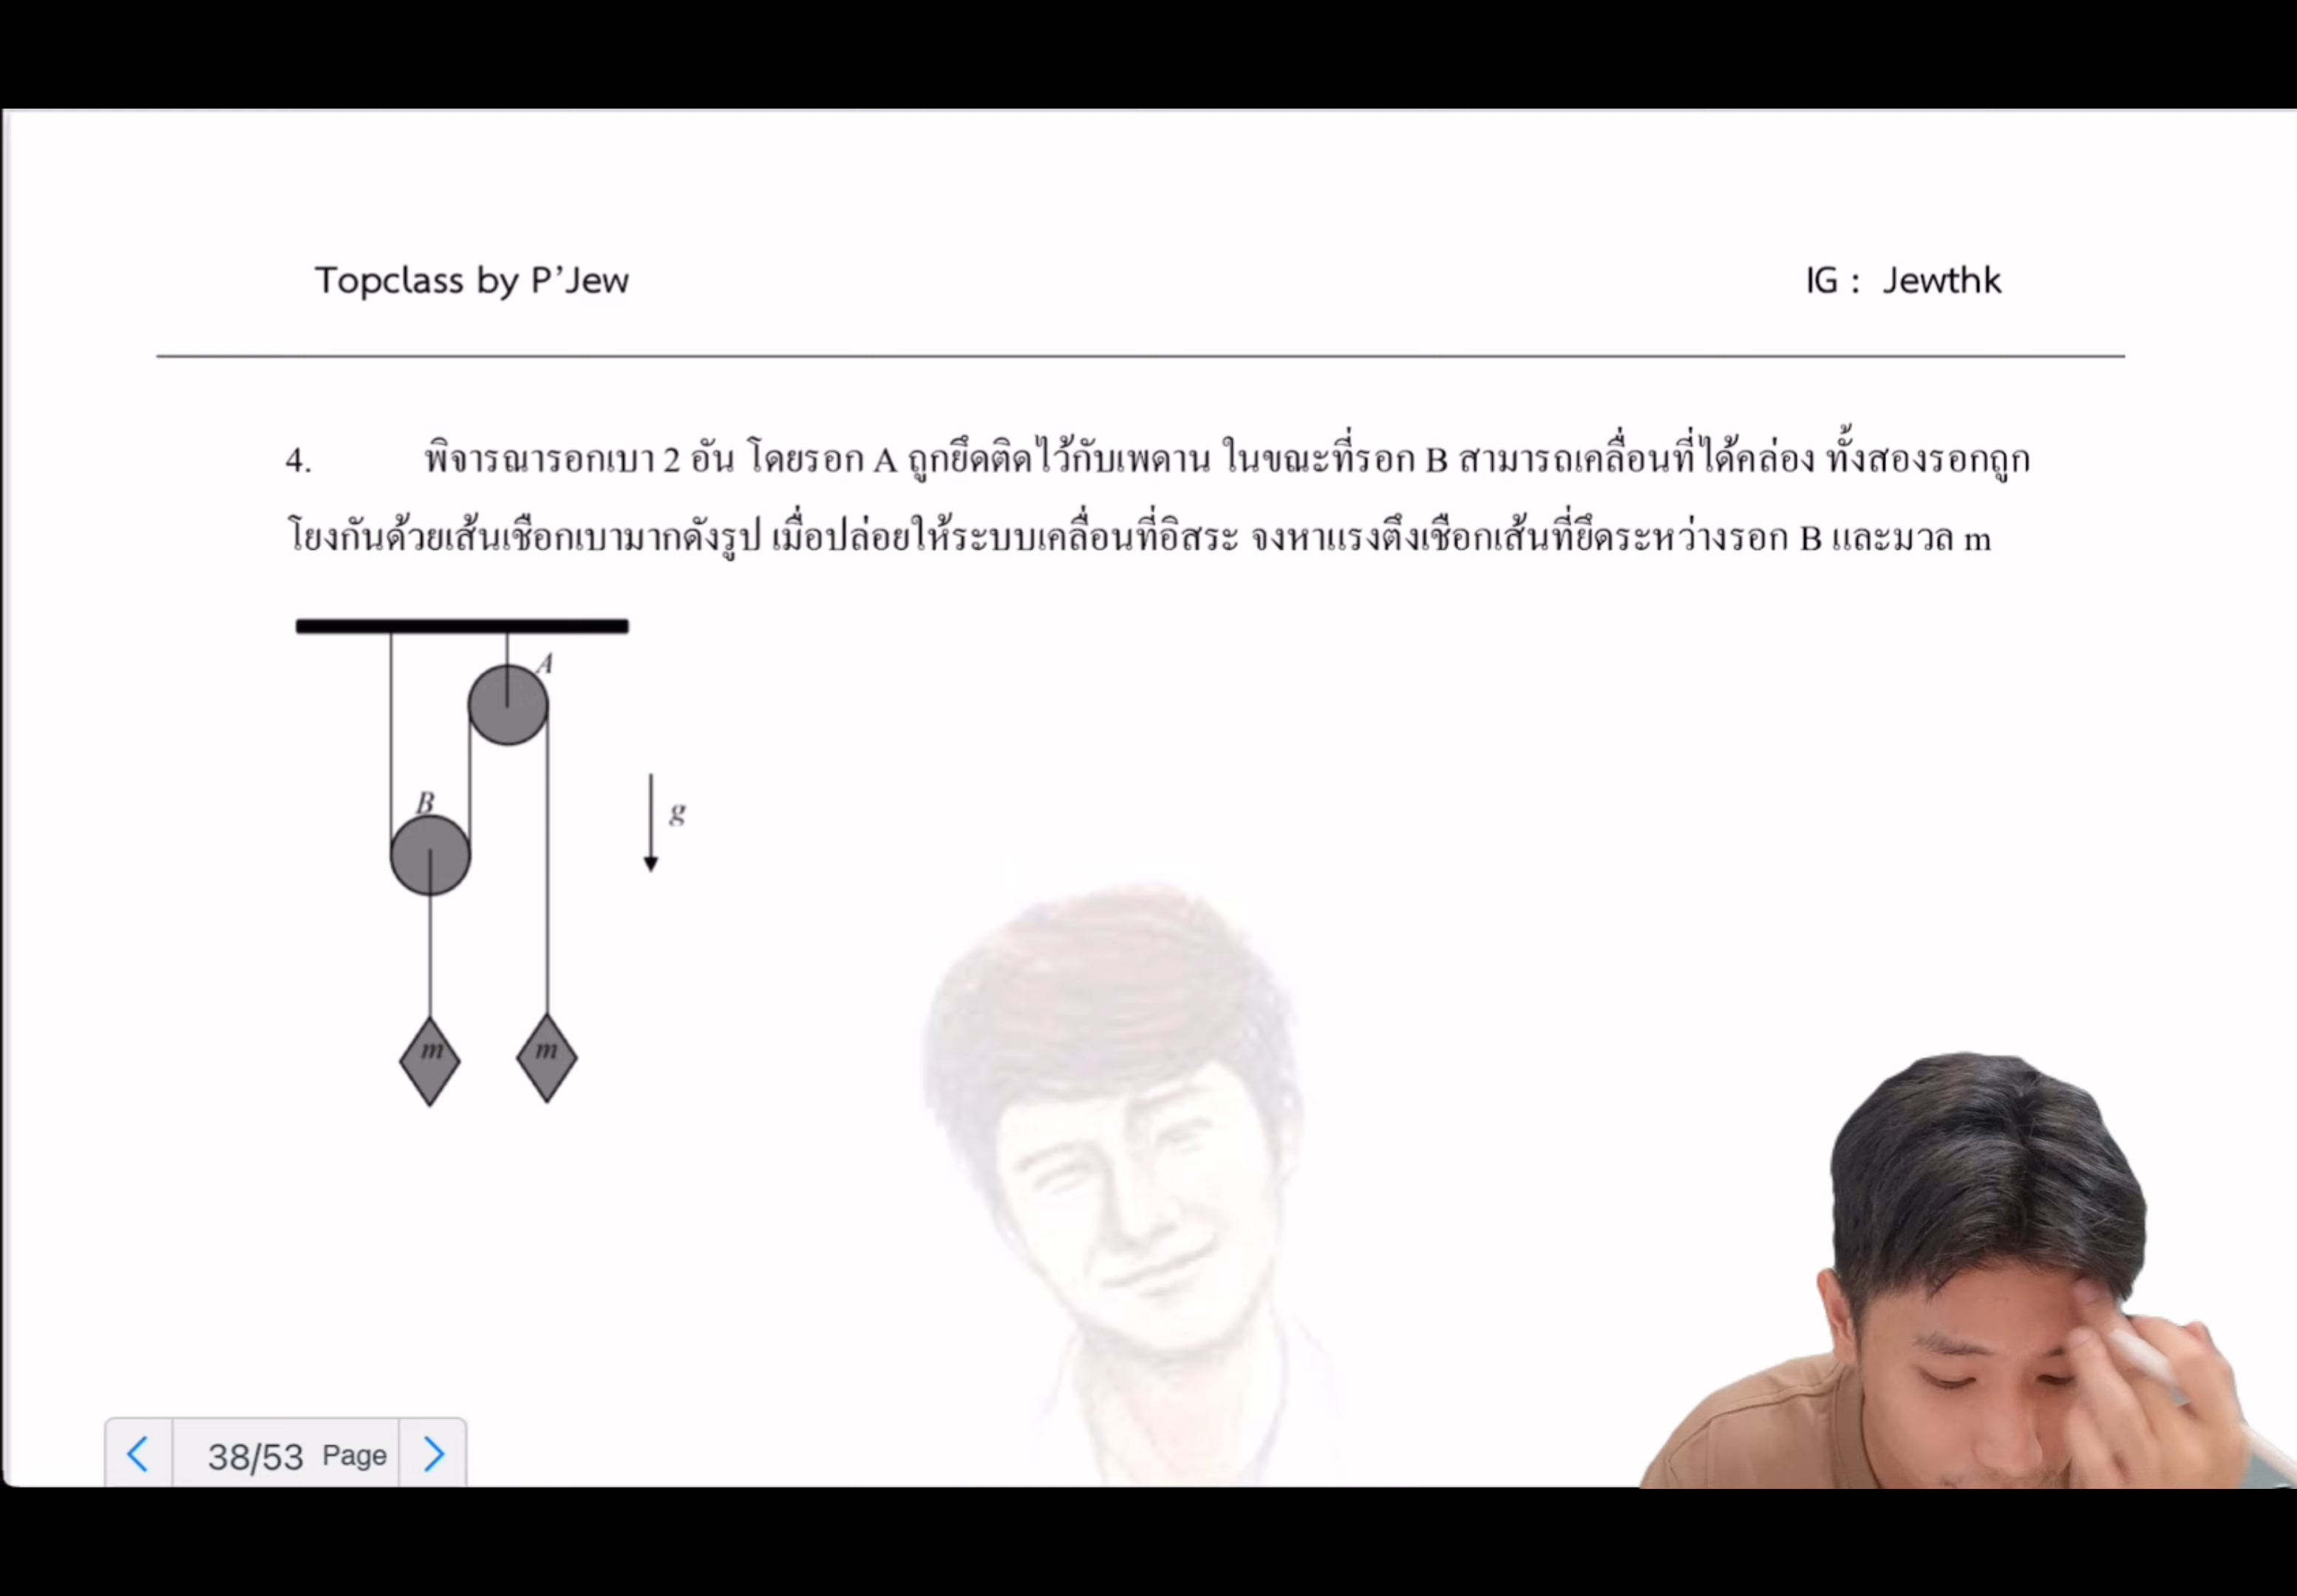 Topclass by P’Jew
IG : Jewthk
4. พิจารณารอกเบา 2 อัน โดยรอก A ถูกยึดติดไว้กับเพดาน ในขณะที่รอก B สามารถเคลื่อนที่ได้คล่อง ทั้งสองรอกถูก
โยงกันด้วยเส้นเชือกเบามากดังรูป เมื่อปล่อยให้ระบบเคลื่อนที่อิสระ จงหาแรงตึงเชือกเส้นที่ยึดระหว่างรอก B และมวล m
A
B
g
m
m
38/53 Page